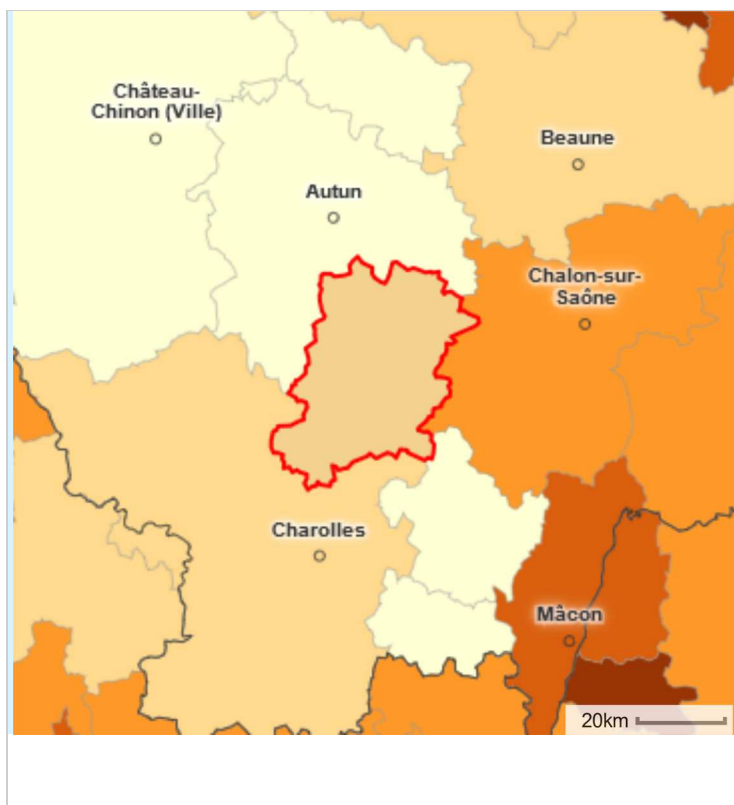 Château-
Chinon (Ville)
Beaune
Autun
Chalon-sur-
Saône
Charolles
Mâcon
20km